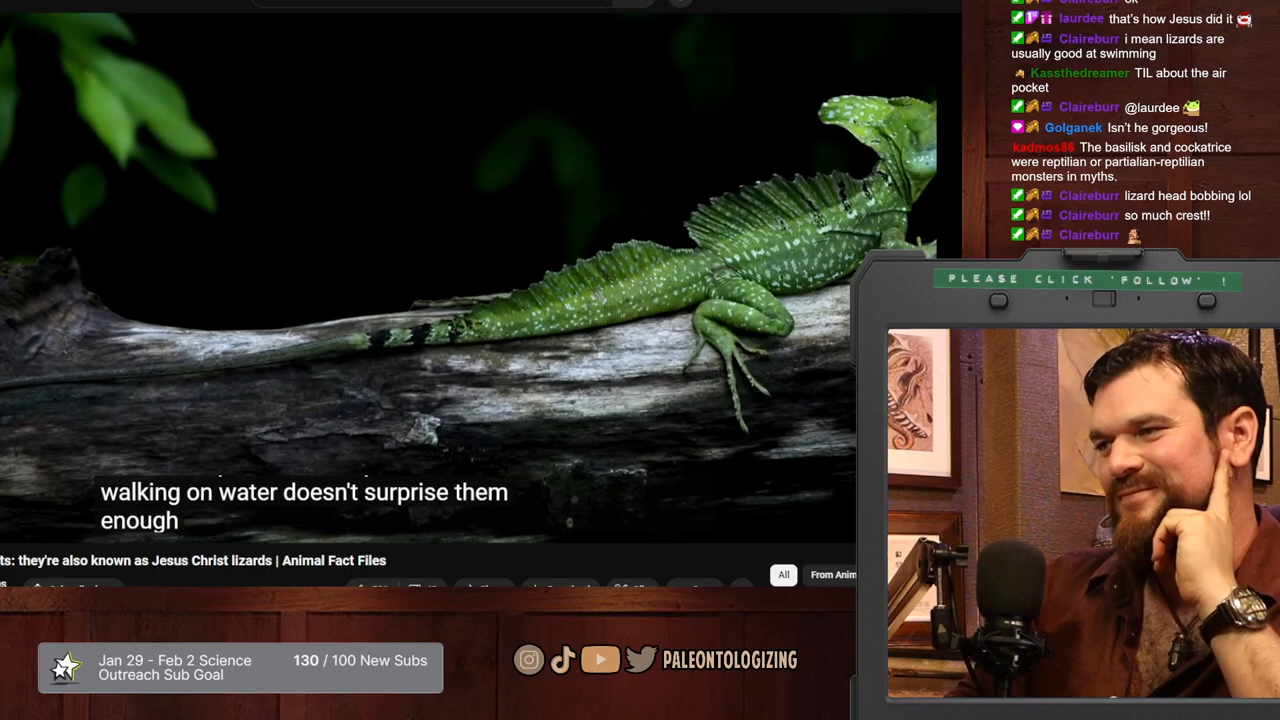 laurdee that's how Jesus did it
Claireburr i mean lizards are
usually good at swimming
Kassthedreamer TIL about the air
pocket
Claireburr @laurdee
Golganek Isn't he gorgeous!
kadmos86 The basilisk and cockatrice
were reptilian or partialian-reptilian
monsters in myths.
Claireburr lizard head bobbing lol
Claireburr so much crest!!
Claireburr
PLEASE CLICK "FOLLOW" !
walking on water doesn't surprise them
enough
ts: they're also known as Jesus Christ lizards | Animal Fact Files
All
From Anim
Jan 29 - Feb 2 Science
Outreach Sub Goal
130 / 100 New Subs
PALEONTOLOGIZING